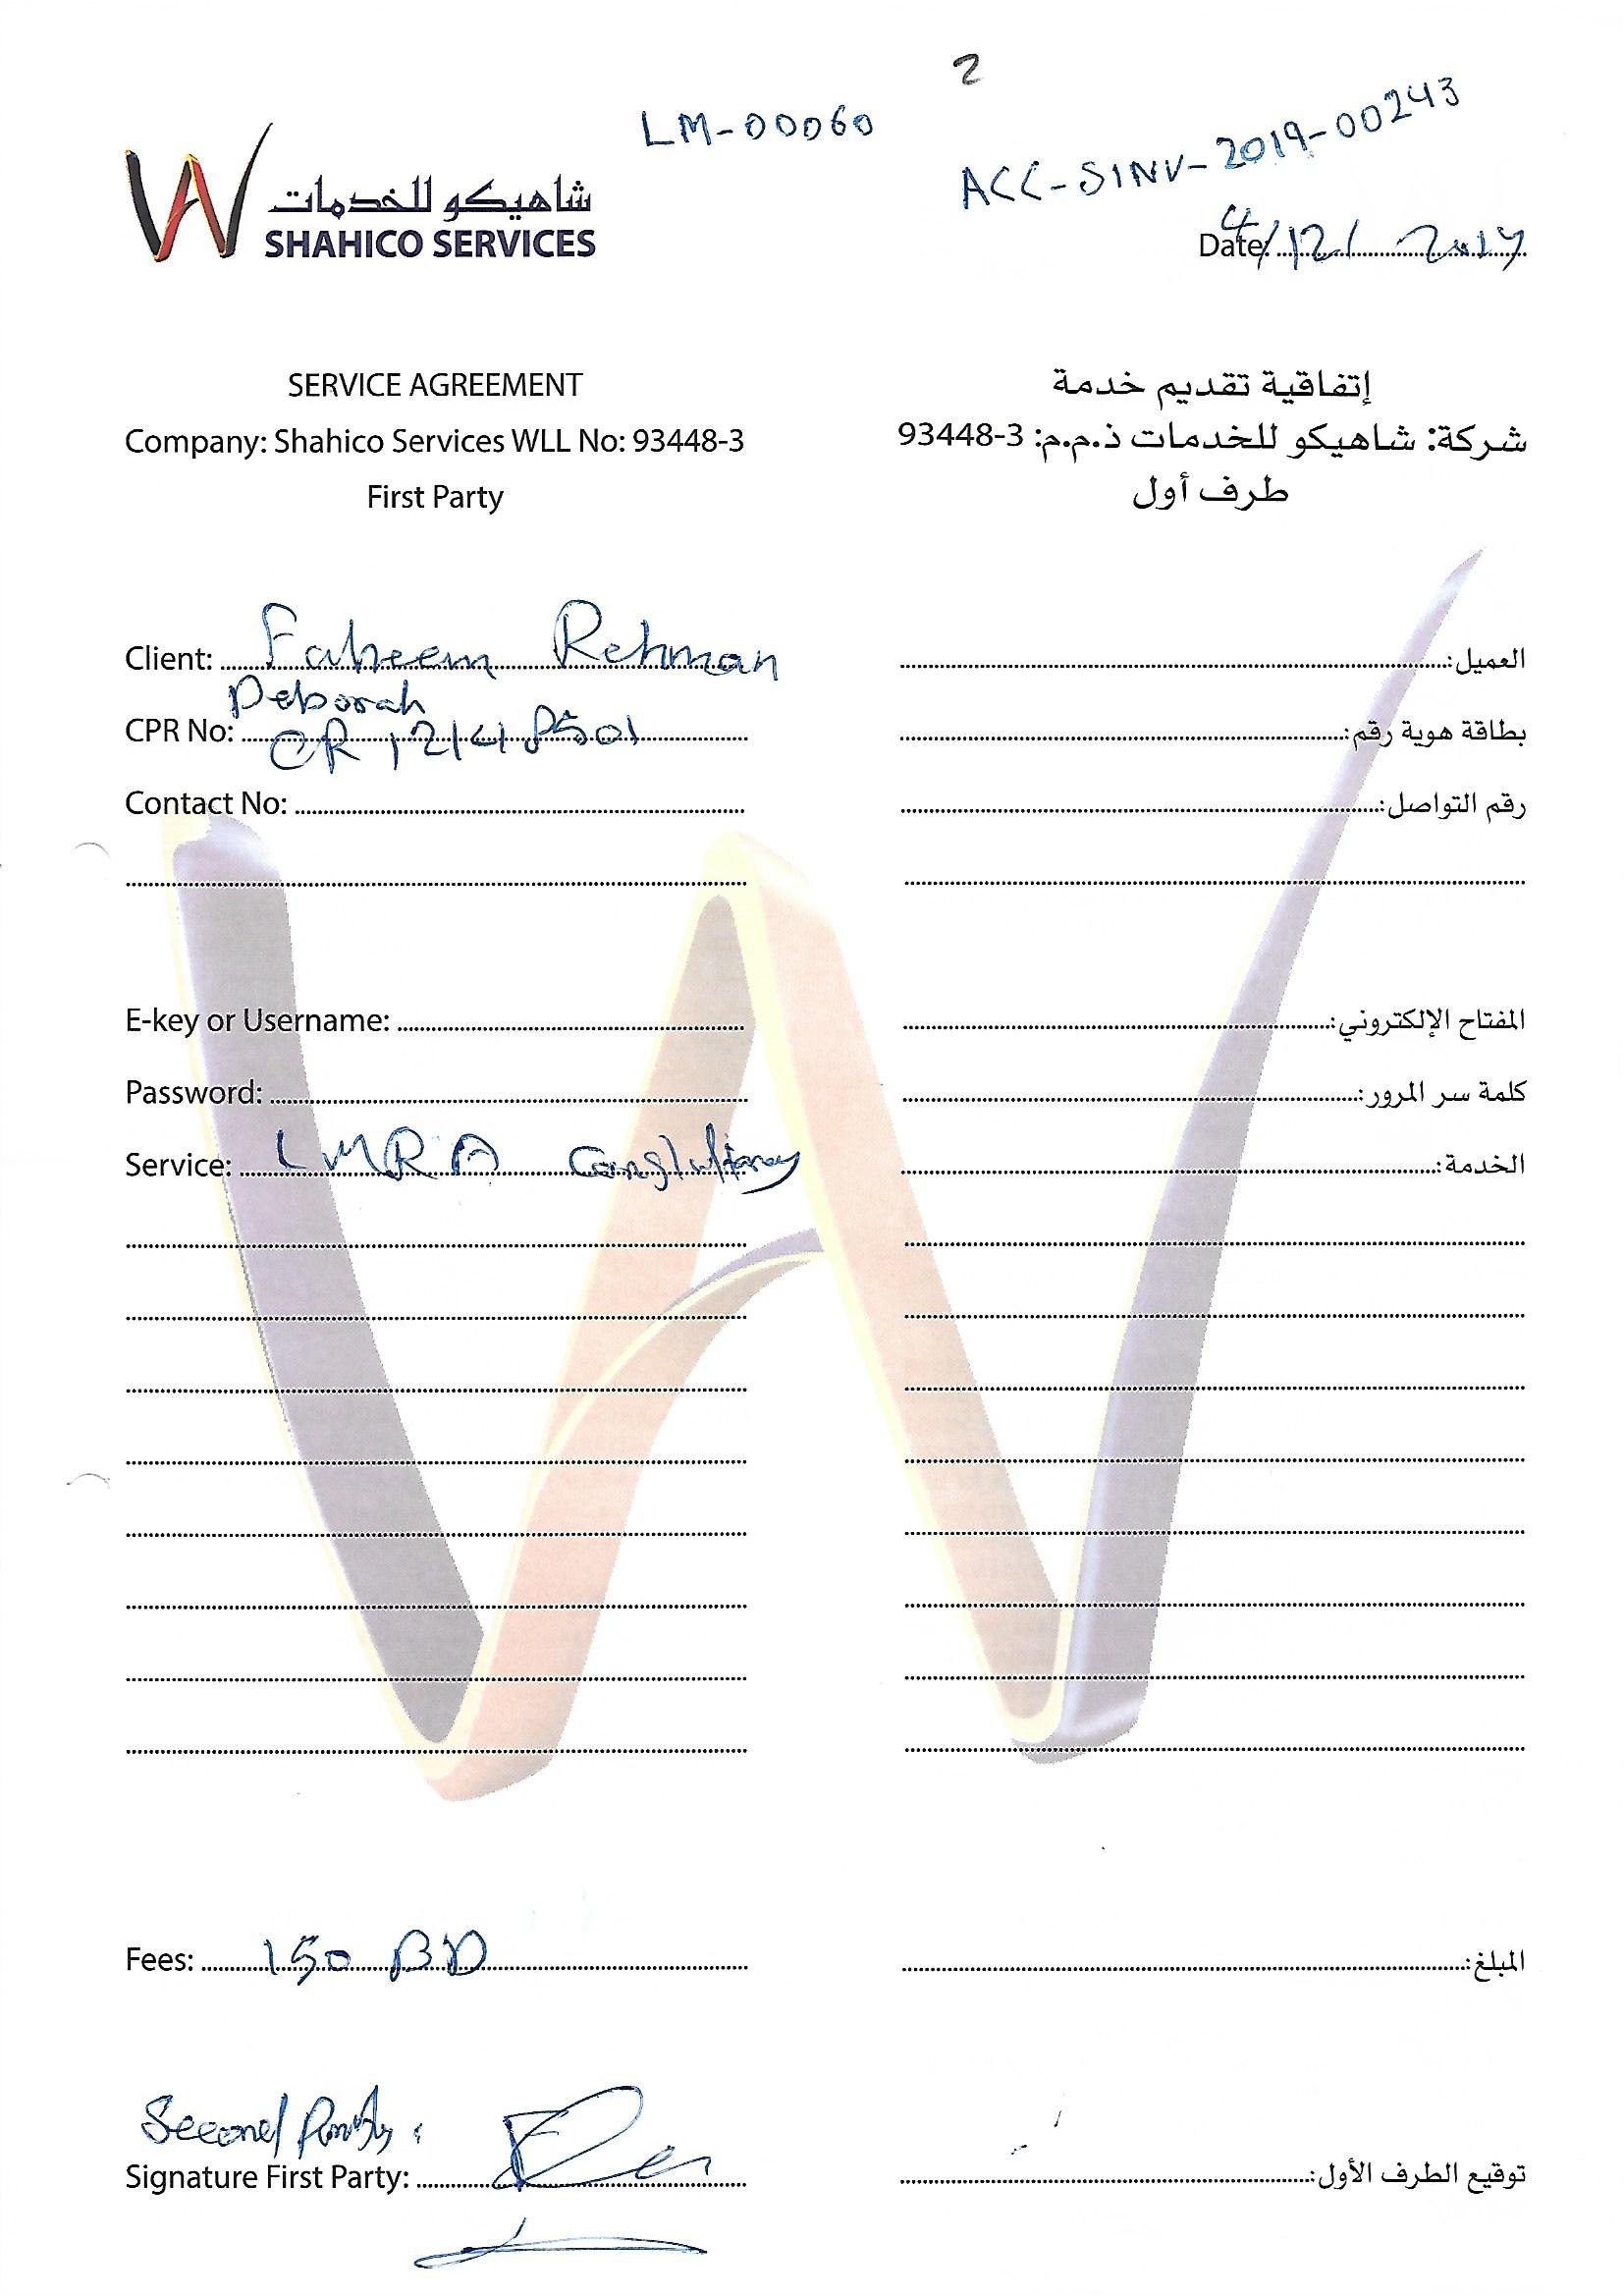 2
LM-00060
ACC-SINV-2019-00243
شاهيكو للخدمات
SHAHICO SERVICES
Date: 4/12/2019
SERVICE AGREEMENT
إتفاقية تقديم خدمة
Company: Shahico Services WLL No: 93448-3
شركة: شاهيكو للخدمات ذ.م.م: 3-93448
First Party
طرف أول
Client: Faheem Rehman
العميل:
Deborah
CPR No: CR 121418501
بطاقة هوية رقم:
Contact No:
رقم التواصل:
E-key or Username:
المفتاح الإلكتروني:
Password:
كلمة سر المرور:
Service: LMRA
الخدمة:
Fees: 150 BD
المبلغ:
Second Party:
Signature First Party:
توقيع الطرف الأول: